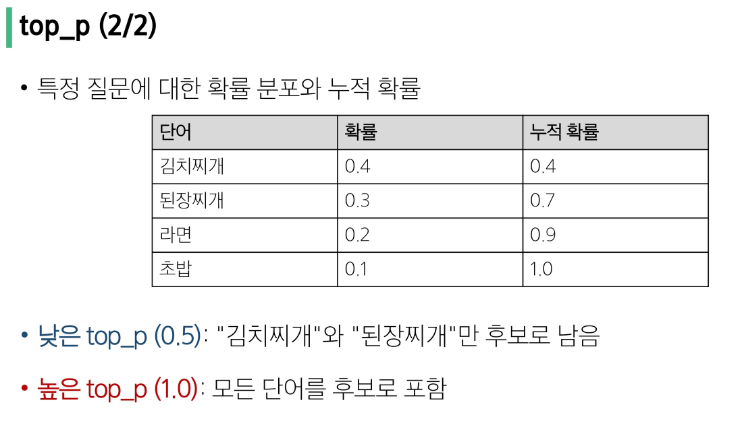 top_p (2/2)
• 특정 질문에 대한 확률 분포와 누적 확률
단어 확률 누적 확률
김치찌개 0.4 0.4
된장찌개 0.3 0.7
라면 0.2 0.9
초밥 0.1 1.0
• 낮은 top_p (0.5): "김치찌개"와 "된장찌개"만 후보로 남음
• 높은 top_p (1.0): 모든 단어를 후보로 포함